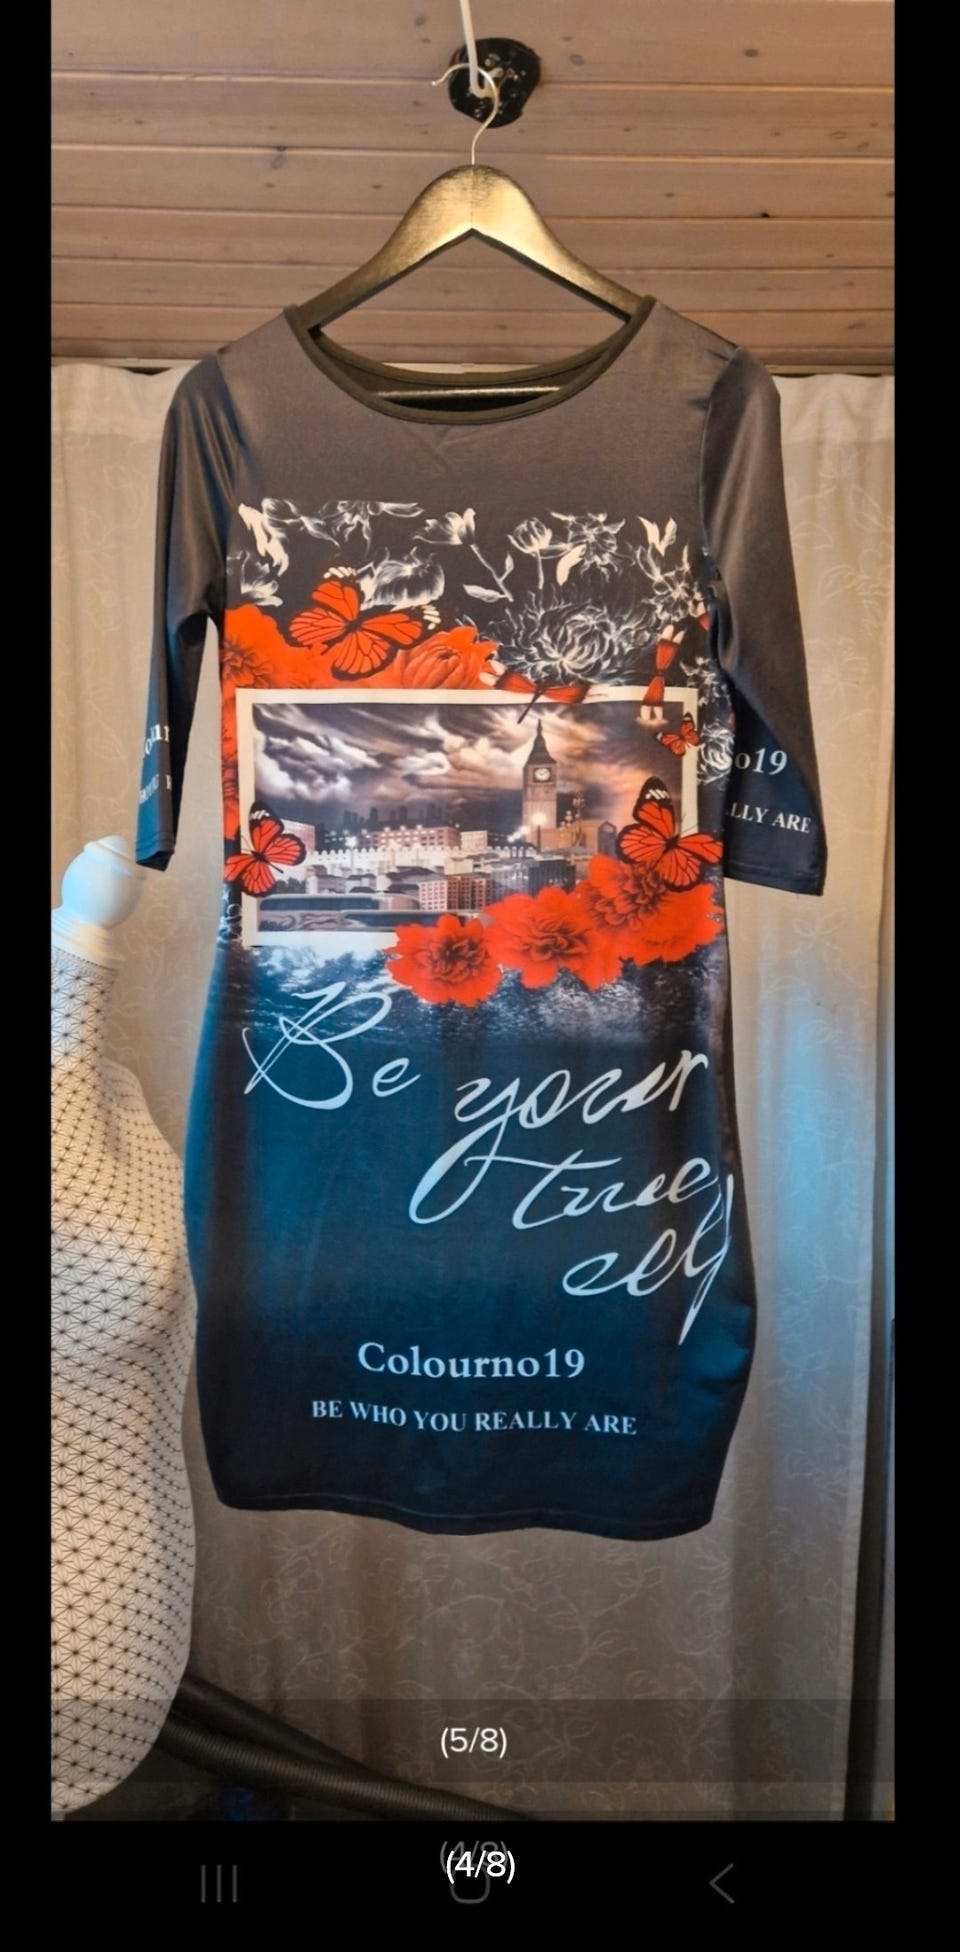 o19
LLY ARE
Be your
true
self
Colourno19
BE WHO YOU REALLY ARE
(5/8)
(4/8)